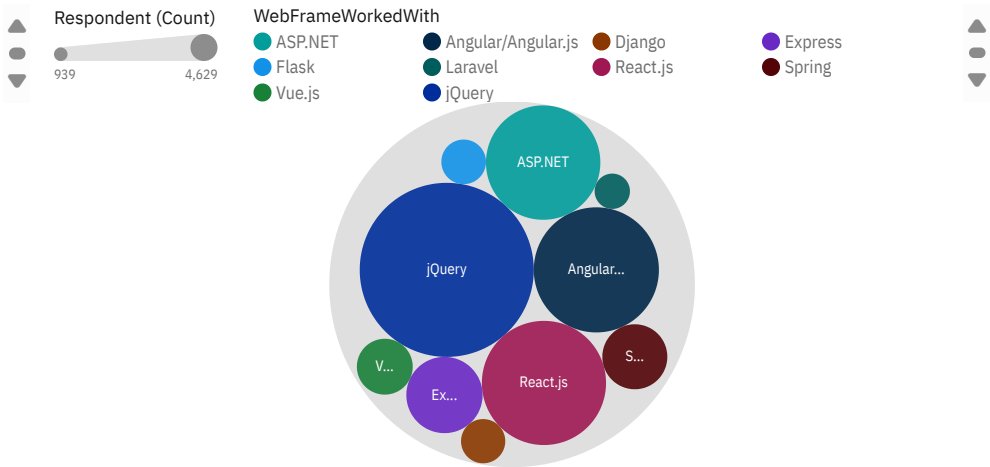 Respondent (Count)
939 4,629
WebFrameWorkedWith
ASP.NET Angular/Angular.js Django Express
Flask Laravel React.js Spring
Vue.js jQuery
ASP.NET
jQuery Angular...
S...
V... React.js
Ex...